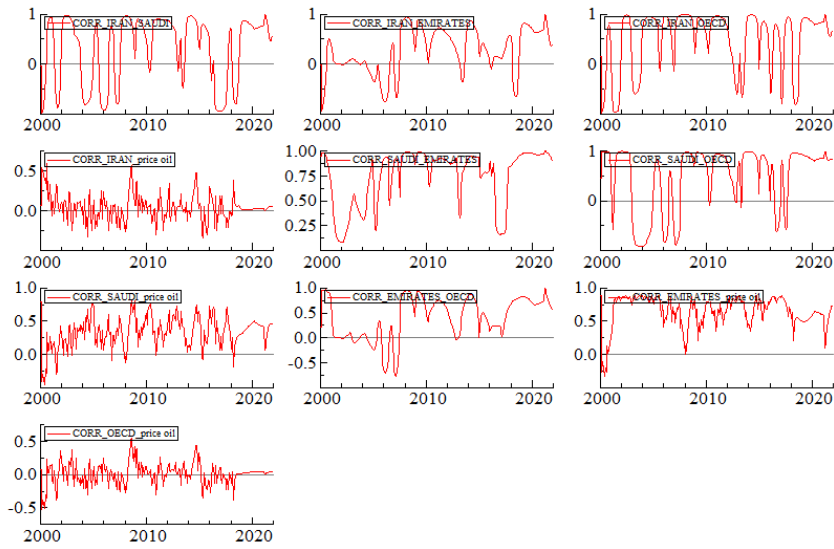 CORR_IRAN_SAUDI
CORR_IRAN_EMIRATES
CORR_IRAN_OECD
1
0
2000 2010 2020
1
0
2000 2010 2020
1
0
2000 2010 2020
CORR_IRAN_price oil
CORR_SAUDI_EMIRATES
CORR_SAUDI_OECD
0.5
0.0
2000 2010 2020
1.00
0.75
0.50
0.25
2000 2010 2020
1
0
2000 2010 2020
CORR_SAUDI_price oil
CORR_EMIRATES_OECD
CORR_EMIRATES_price oil
1.0
0.5
0.0
2000 2010 2020
1.0
0.5
-0.0
2000 2010 2020
1.0
0.5
0.0
2000 2010 2020
CORR_OECD_price oil
0.5
0.0
-0.5
2000 2010 2020